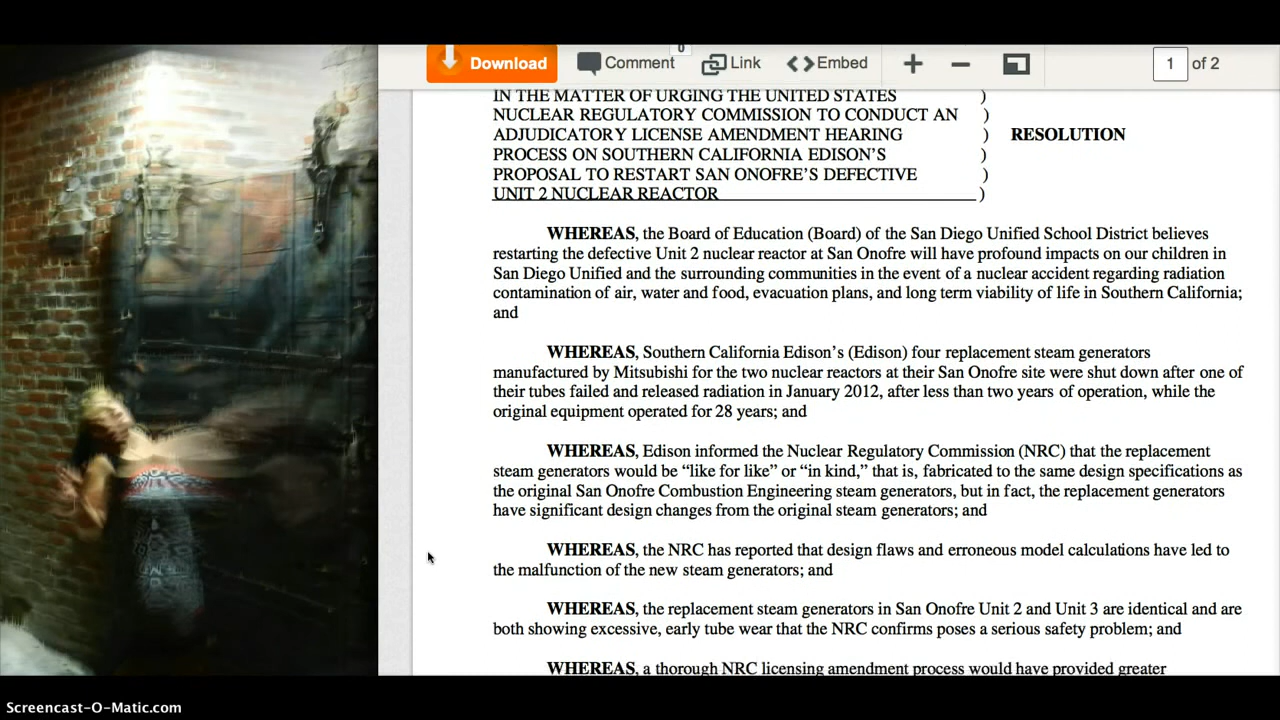 0
Download Comment Link Embed 1 of 2
IN THE MATTER OF URGING THE UNITED STATES )
NUCLEAR REGULATORY COMMISSION TO CONDUCT AN )
ADJUDICATORY LICENSE AMENDMENT HEARING ) RESOLUTION
PROCESS ON SOUTHERN CALIFORNIA EDISON’S )
PROPOSAL TO RESTART SAN ONOFRE’S DEFECTIVE )
UNIT 2 NUCLEAR REACTOR )
WHEREAS, the Board of Education (Board) of the San Diego Unified School District believes
restarting the defective Unit 2 nuclear reactor at San Onofre will have profound impacts on our children in
San Diego Unified and the surrounding communities in the event of a nuclear accident regarding radiation
contamination of air, water and food, evacuation plans, and long term viability of life in Southern California;
and
WHEREAS, Southern California Edison’s (Edison) four replacement steam generators
manufactured by Mitsubishi for the two nuclear reactors at their San Onofre site were shut down after one of
their tubes failed and released radiation in January 2012, after less than two years of operation, while the
original equipment operated for 28 years; and
WHEREAS, Edison informed the Nuclear Regulatory Commission (NRC) that the replacement
steam generators would be “like for like” or “in kind,” that is, fabricated to the same design specifications as
the original San Onofre Combustion Engineering steam generators, but in fact, the replacement generators
have significant design changes from the original steam generators; and
WHEREAS, the NRC has reported that design flaws and erroneous model calculations have led to
the malfunction of the new steam generators; and
WHEREAS, the replacement steam generators in San Onofre Unit 2 and Unit 3 are identical and are
both showing excessive, early tube wear that the NRC confirms poses a serious safety problem; and
WHEREAS, a thorough NRC licensing amendment process would have provided greater
Screencast-O-Matic.com